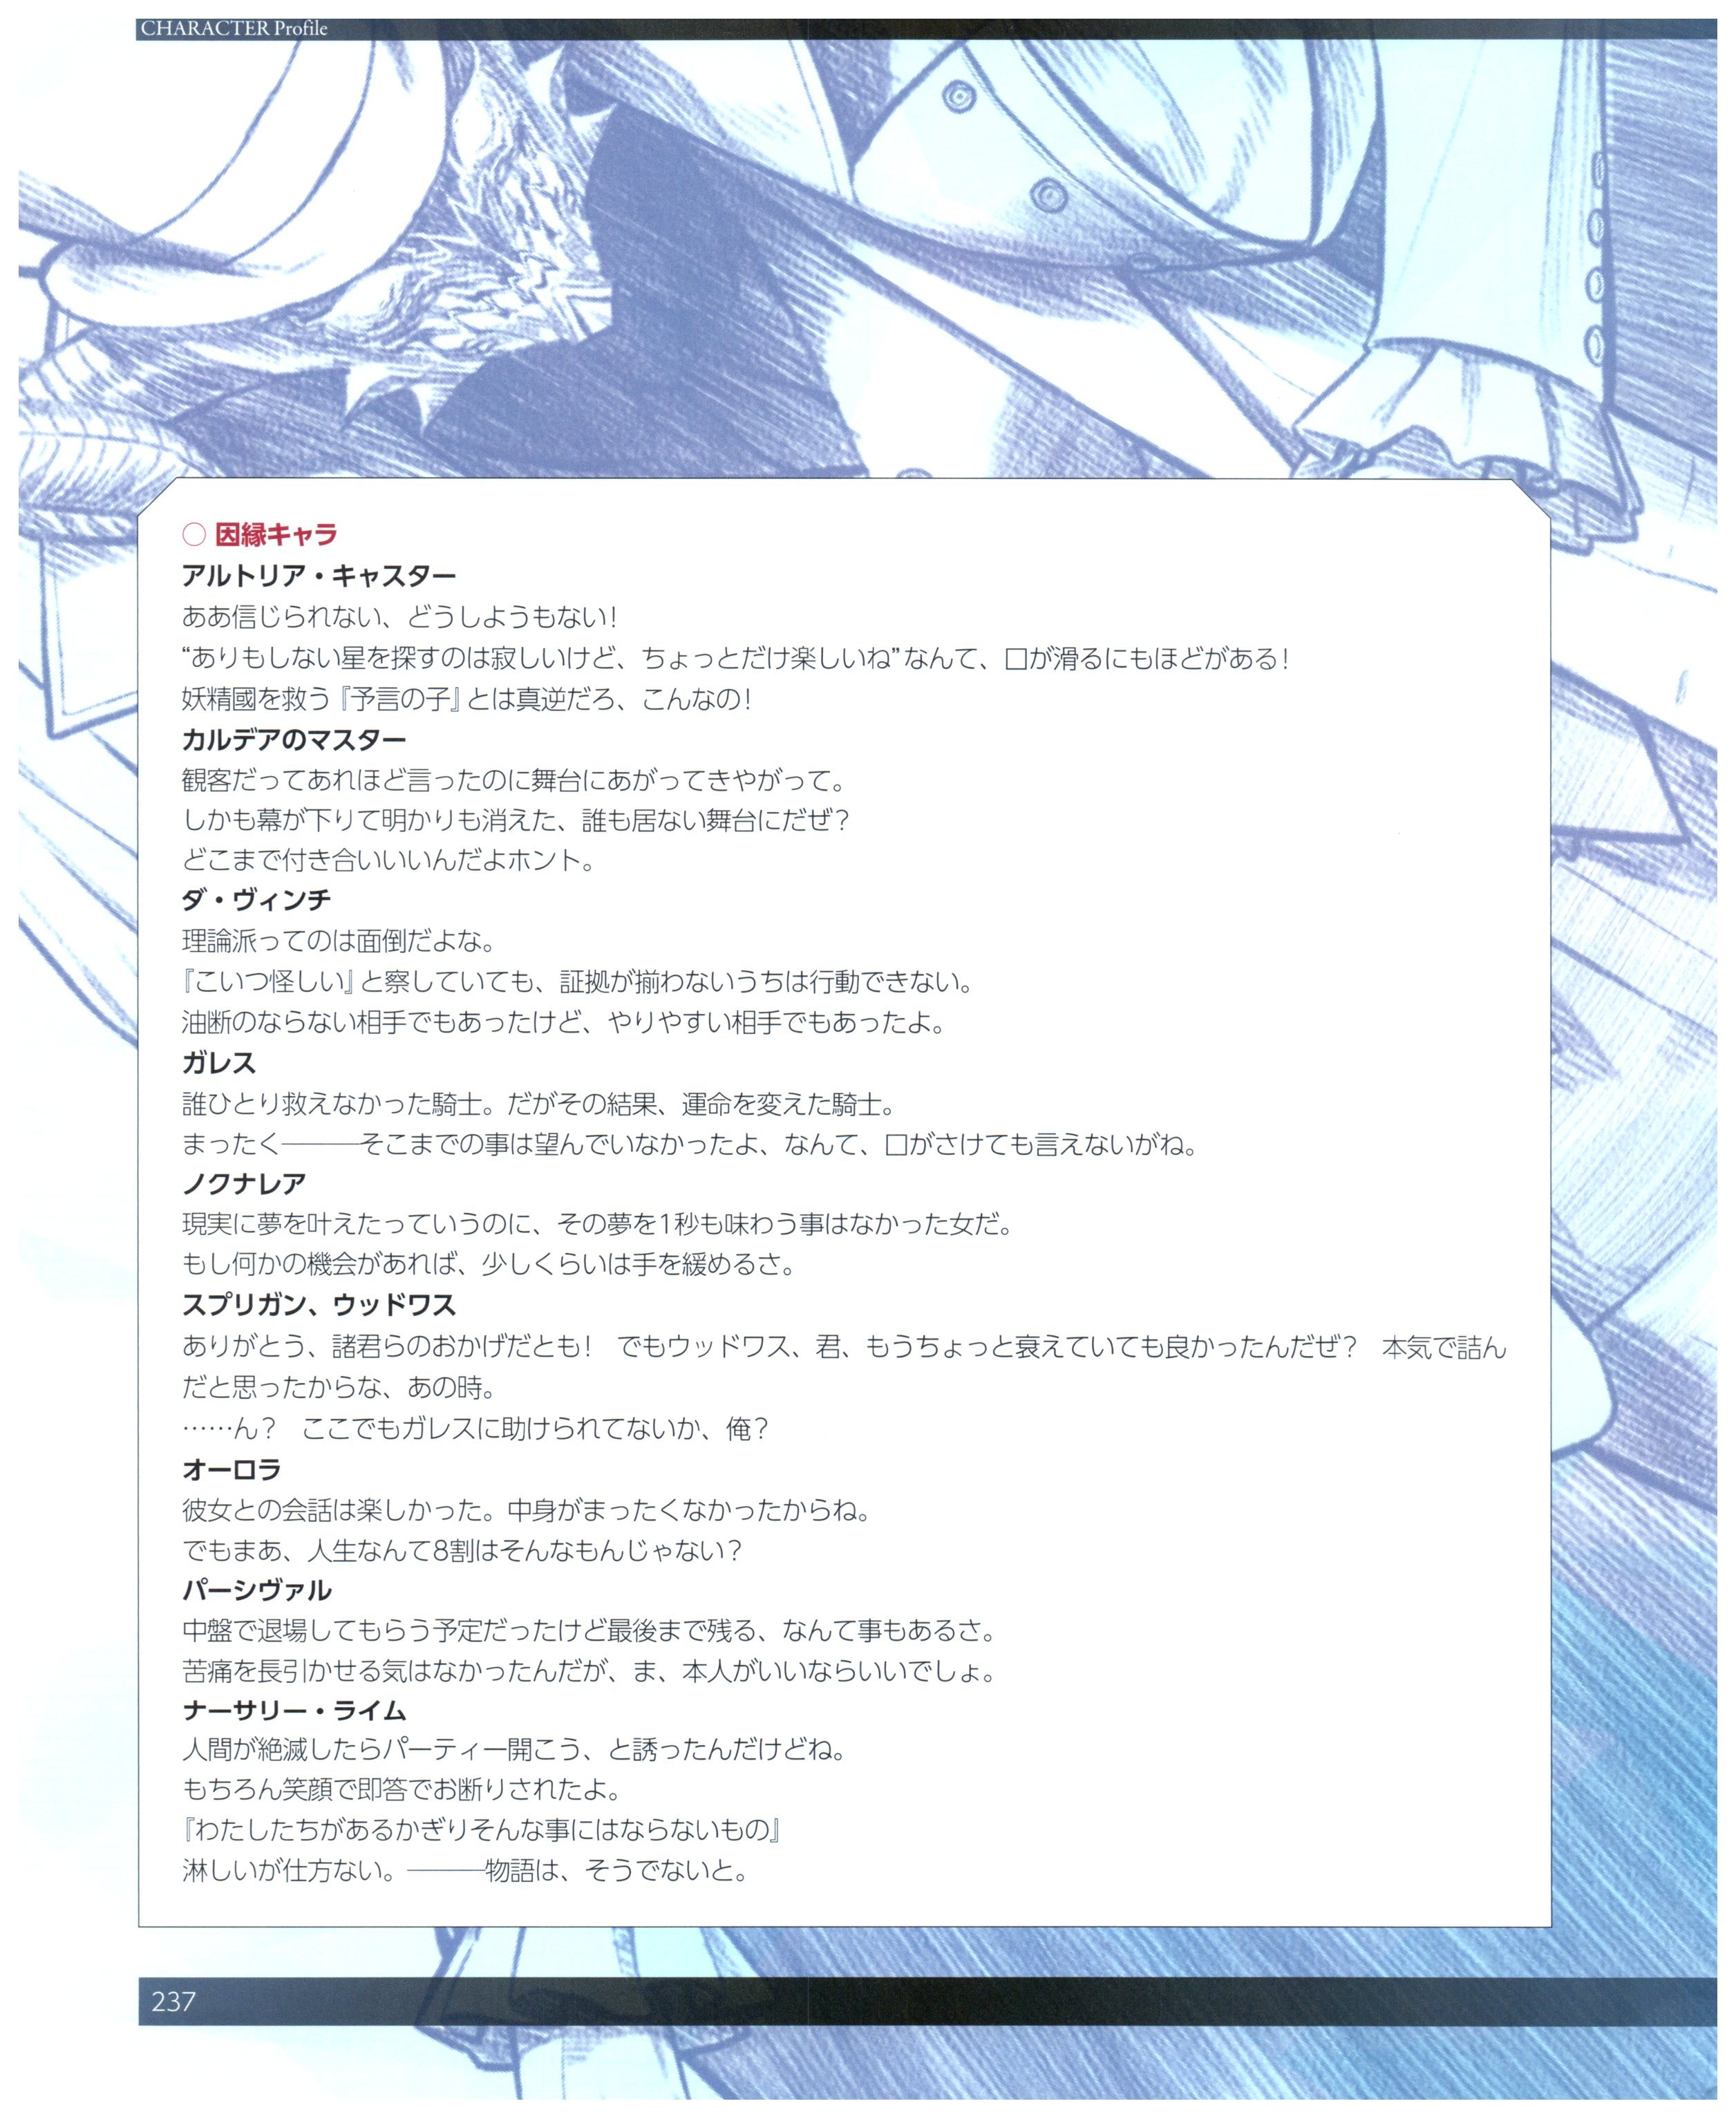 CHARACTER Profile
○ 因縁キャラ
アルトリア・キャスター
ああ信じられない、どうしようもない！
“ありもしない星を探すのは寂しいけど、ちょっとだけ楽しいね”なんて、口が滑るにもほどがある！
妖精國を救う『予言の子』とは真逆だろ、こんなの！
カルデアのマスター
観客だってあれほど言ったのに舞台にあがってきやがって。
しかも幕が下りて明かりも消えた、誰も居ない舞台にだぜ？
どこまで付き合いいいんだよホント。
ダ・ヴィンチ
理論派ってのは面倒だよな。
『こいつ怪しい』と察していても、証拠が揃わないうちは行動できない。
油断のならない相手でもあったけど、やりやすい相手でもあったよ。
ガレス
誰ひとり救えなかった騎士。だがその結果、運命を変えた騎士。
まったく―――そこまでの事は望んでいなかったよ、なんて、口がさけても言えないがね。
ノクナレア
現実に夢を叶えたっていうのに、その夢を1秒も味わう事はなかった女だ。
もし何かの機会があれば、少しくらいは手を緩めるさ。
スプリガン、ウッドワス
ありがとう、諸君らのおかげだとも！　でもウッドワス、君、もうちょっと衰えていても良かったんだぜ？　本気で詰ん
だと思ったからな、あの時。
……ん？　ここでもガレスに助けられてないか、俺？
オーロラ
彼女との会話は楽しかった。中身がまったくなかったからね。
でもまあ、人生なんて8割はそんなもんじゃない？
パーシヴァル
中盤で退場してもらう予定だったけど最後まで残る、なんて事もあるさ。
苦痛を長引かせる気はなかったんだが、ま、本人がいいならいいでしょ。
ナーサリー・ライム
人間が絶滅したらパーティー開こう、と誘ったんだけどね。
もちろん笑顔で即答でお断りされたよ。
『わたしたちがあるかぎりそんな事にはならないもの』
淋しいが仕方ない。―――物語は、そうでないと。
237